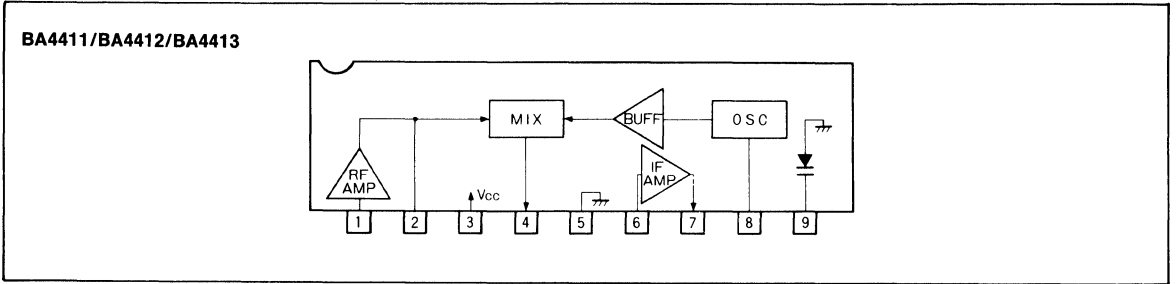 BA4411/BA4412/BA4413
MIX
BUFF
OSC
RF
AMP
IF
AMP
Vcc
1 2 3 4 5 6 7 8 9